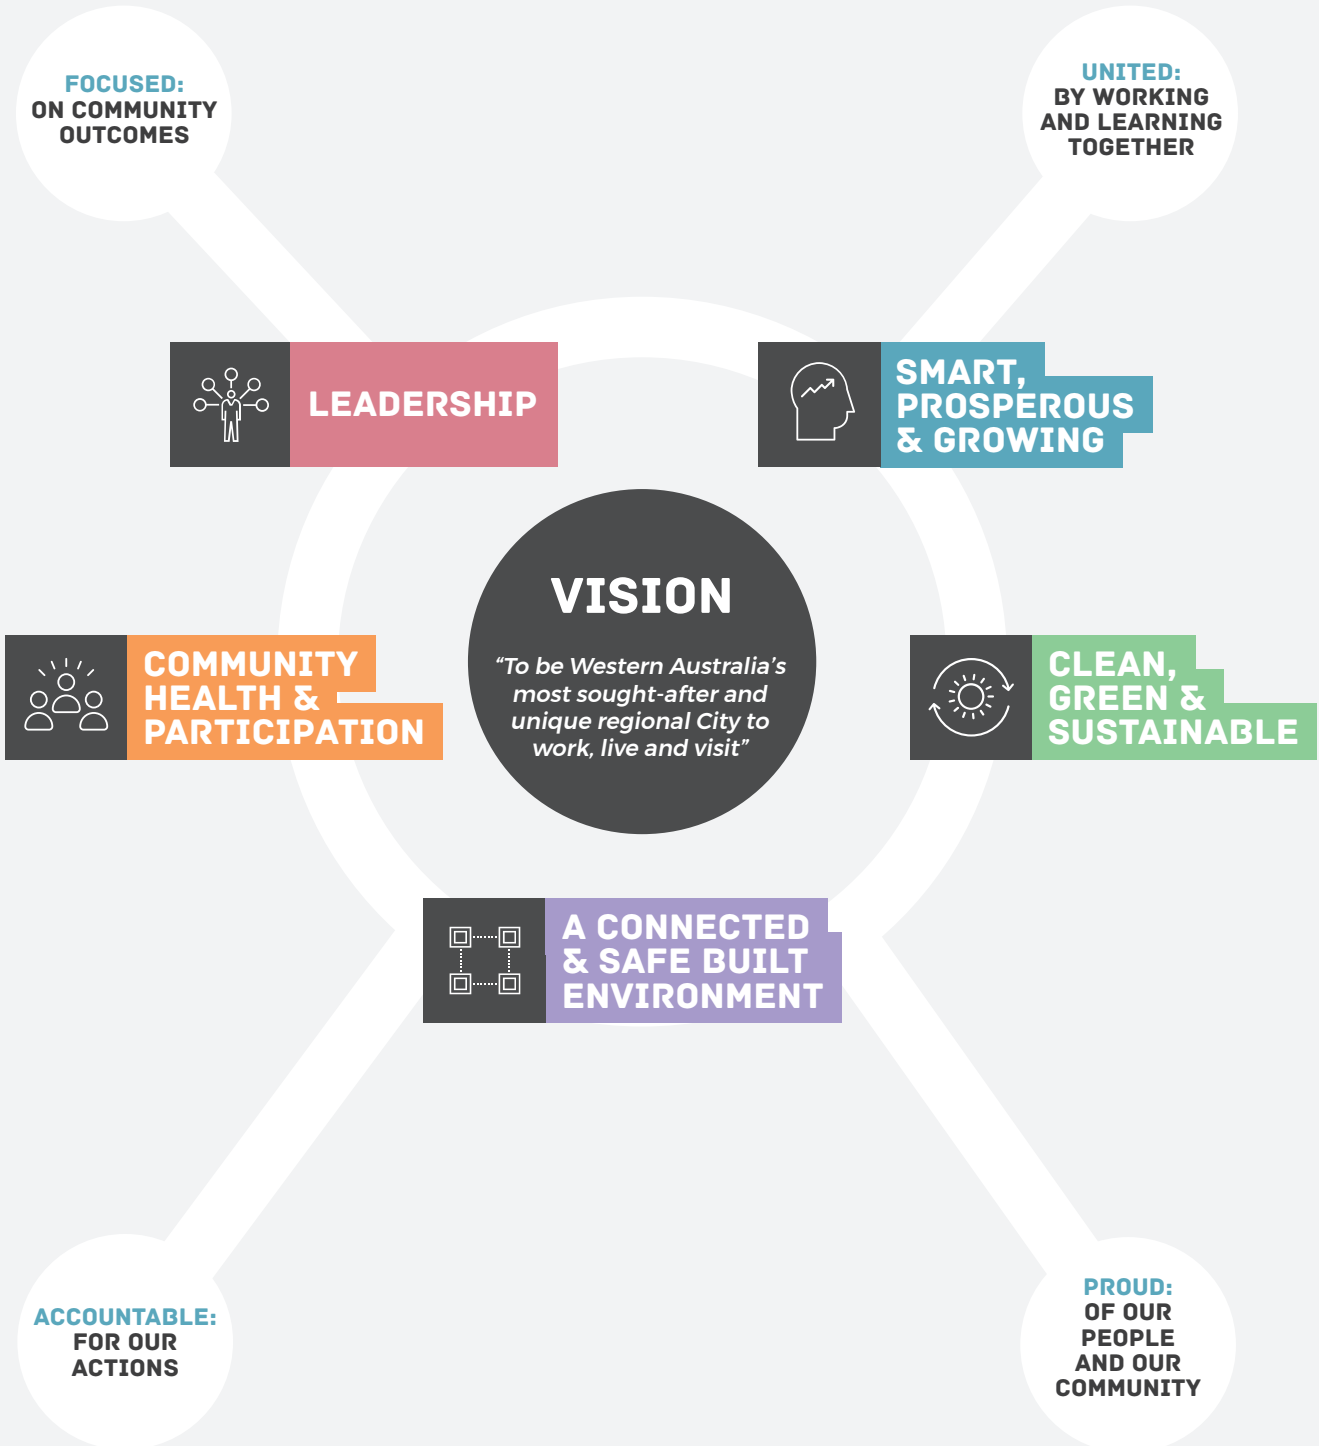 FOCUSED:
ON COMMUNITY
OUTCOMES
UNITED:
BY WORKING
AND LEARNING
TOGETHER
LEADERSHIP
SMART,
PROSPEROUS
& GROWING
VISION
“To be Western Australia’s
most sought-after and
unique regional City to
work, live and visit”
COMMUNITY
HEALTH &
PARTICIPATION
CLEAN,
GREEN &
SUSTAINABLE
A CONNECTED
& SAFE BUILT
ENVIRONMENT
ACCOUNTABLE:
FOR OUR
ACTIONS
PROUD:
OF OUR
PEOPLE
AND OUR
COMMUNITY